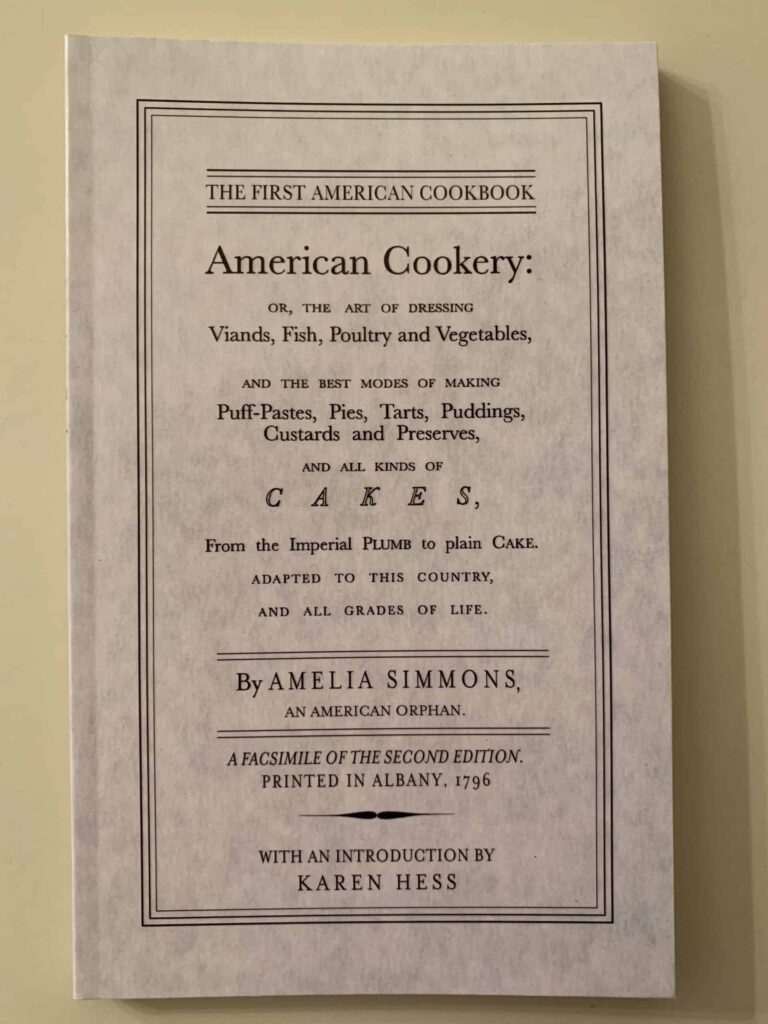 THE FIRST AMERICAN COOKBOOK
American Cookery:
OR, THE ART OF DRESSING
Viands, Fish, Poultry and Vegetables,
AND THE BEST MODES OF MAKING
Puff-Pastes, Pies, Tarts, Puddings,
Custards and Preserves,
AND ALL KINDS OF
CAKES,
From the Imperial PLUMB to plain CAKE.
ADAPTED TO THIS COUNTRY,
AND ALL GRADES OF LIFE.
By AMELIA SIMMONS,
AN AMERICAN ORPHAN.
A FACSIMILE OF THE SECOND EDITION.
PRINTED IN ALBANY, 1796
WITH AN INTRODUCTION BY
KAREN HESS